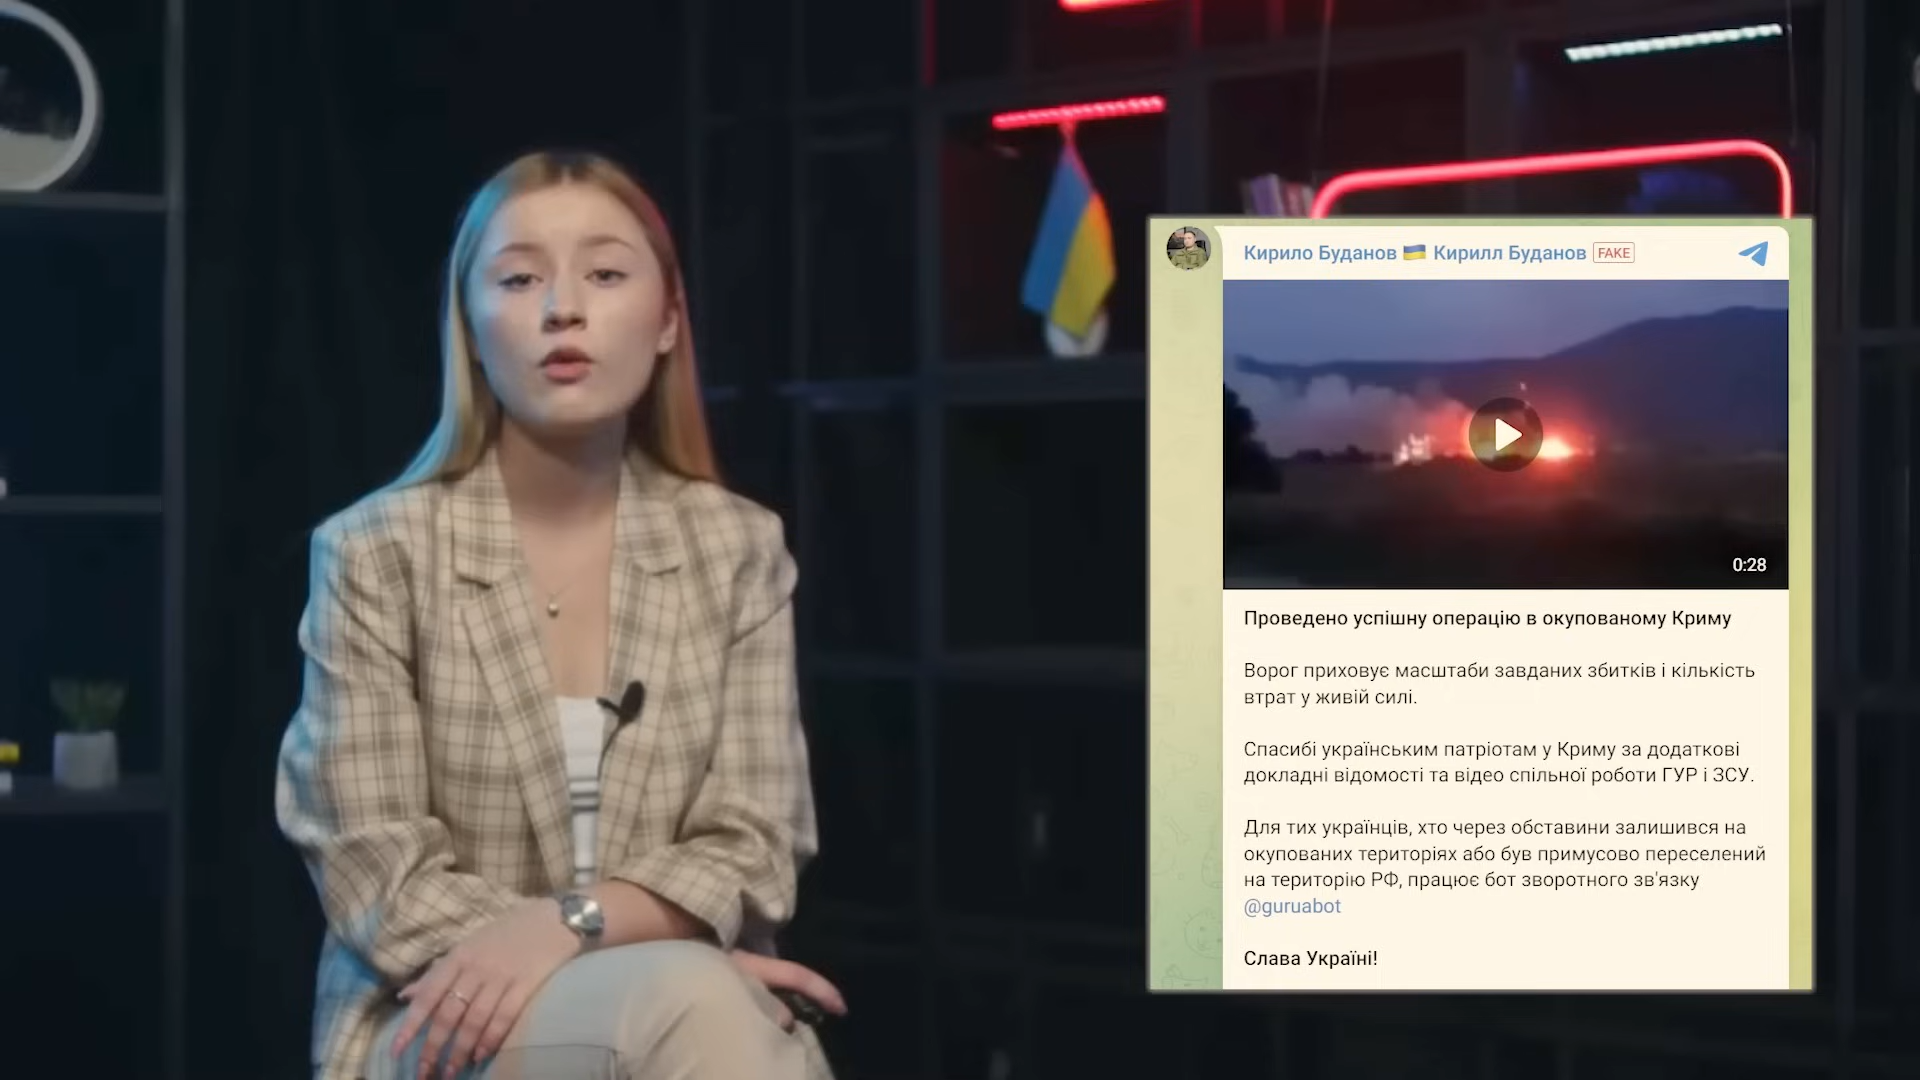 Кирило Буданов 🇺🇦 Кирилл Буданов FAKE
0:28
Проведено успішну операцію в окупованому Криму
Ворог приховує масштаби завданих збитків і кількість
втрат у живій силі.
Спасибі українським патріотам у Криму за додаткові
докладні відомості та відео спільної роботи ГУР і ЗСУ.
Для тих українців, хто через обставини залишився на
окупованих територіях або був примусово переселений
на територію РФ, працює бот зворотного зв'язку
@guruabot
Слава Україні!